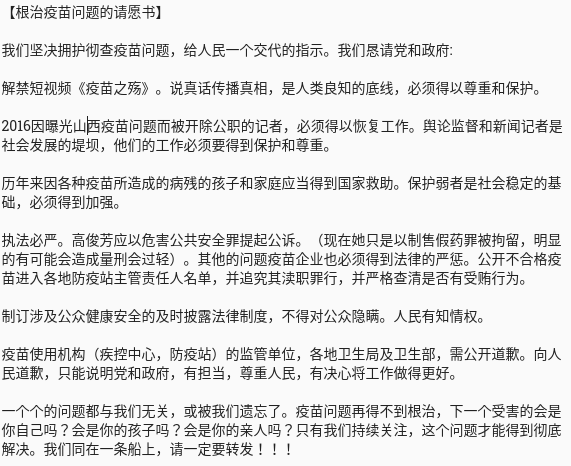 【根治疫苗问题的请愿书】
我们坚决拥护彻查疫苗问题，给人民一个交代的指示。我们恳请党和政府:
解禁短视频《疫苗之殇》。说真话传播真相，是人类良知的底线，必须得以尊重和保护。
2016因曝光山西疫苗问题而被开除公职的记者，必须得以恢复工作。舆论监督和新闻记者是
社会发展的堤坝，他们的工作必须要得到保护和尊重。
历年来因各种疫苗所造成的病残的孩子和家庭应当得到国家救助。保护弱者是社会稳定的基
础，必须得到加强。
执法必严。高俊芳应以危害公共安全罪提起公诉。（现在她只是以制售假药罪被拘留，明显
的有可能会造成量刑会过轻）。其他的问题疫苗企业也必须得到法律的严惩。公开不合格疫
苗进入各地防疫站主管责任人名单，并追究其渎职罪行，并严格查清是否有受贿行为。
制订涉及公众健康安全的及时披露法律制度，不得对公众隐瞒。人民有知情权。
疫苗使用机构（疾控中心，防疫站）的监管单位，各地卫生局及卫生部，需公开道歉。向人
民道歉，只能说明党和政府，有担当，尊重人民，有决心将工作做得更好。
一个个的问题都与我们无关，或被我们遗忘了。疫苗问题再得不到根治，下一个受害的会是
你自己吗？会是你的孩子吗？会是你的亲人吗？只有我们持续关注，这个问题才能得到彻底
解决。我们同在一条船上，请一定要转发！！！